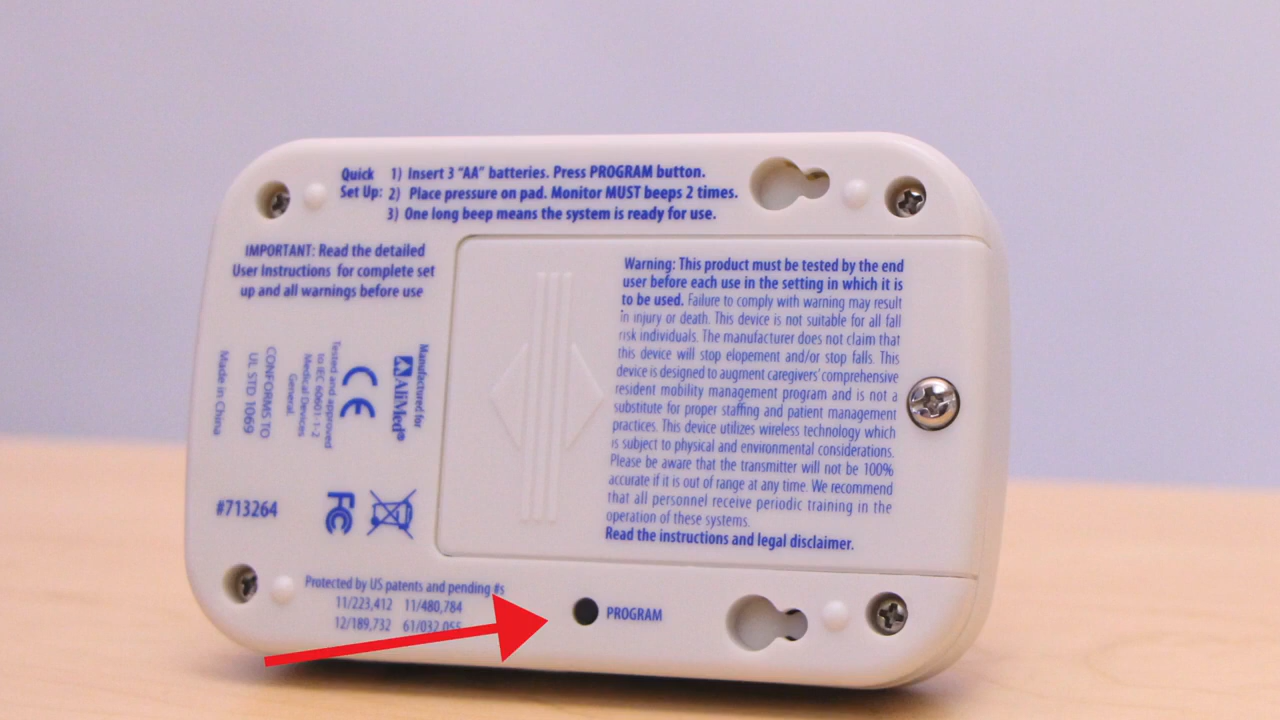 Quick 1) Insert 3 “AA” batteries. Press PROGRAM button.
Set Up: 2) Place pressure on pad. Monitor MUST beeps 2 times.
3) One long beep means the system is ready for use.
IMPORTANT: Read the detailed
User Instructions for complete set
up and all warnings before use
Warning: This product must be tested by the end
user before each use in the setting in which it is
to be used. Failure to comply with warning may result
in injury or death. This device is not suitable for all fall
risk individuals. The manufacturer does not claim that
this device will stop elopement and/or stop falls. This
device is designed to augment caregivers’ comprehensive
resident mobility management program and is not a
substitute for proper staffing and patient management
practices. This device utilizes wireless technology which
is subject to physical and environmental considerations.
Please be aware that the transmitter will not be 100%
accurate if it is out of range at any time. We recommend
that all personnel receive periodic training in the
operation of these systems.
Read the instructions and legal disclaimer.
Manufactured for
AliMed®
CE
Tested and approved
to IEC 60601-1-2
Medical Devices
General.
CONFORMS TO
UL STD 1069
Made in China
#713264
FC
Protected by US patents and pending #s
11/223,412 11/480,784
12/189,732 61/032,055
PROGRAM